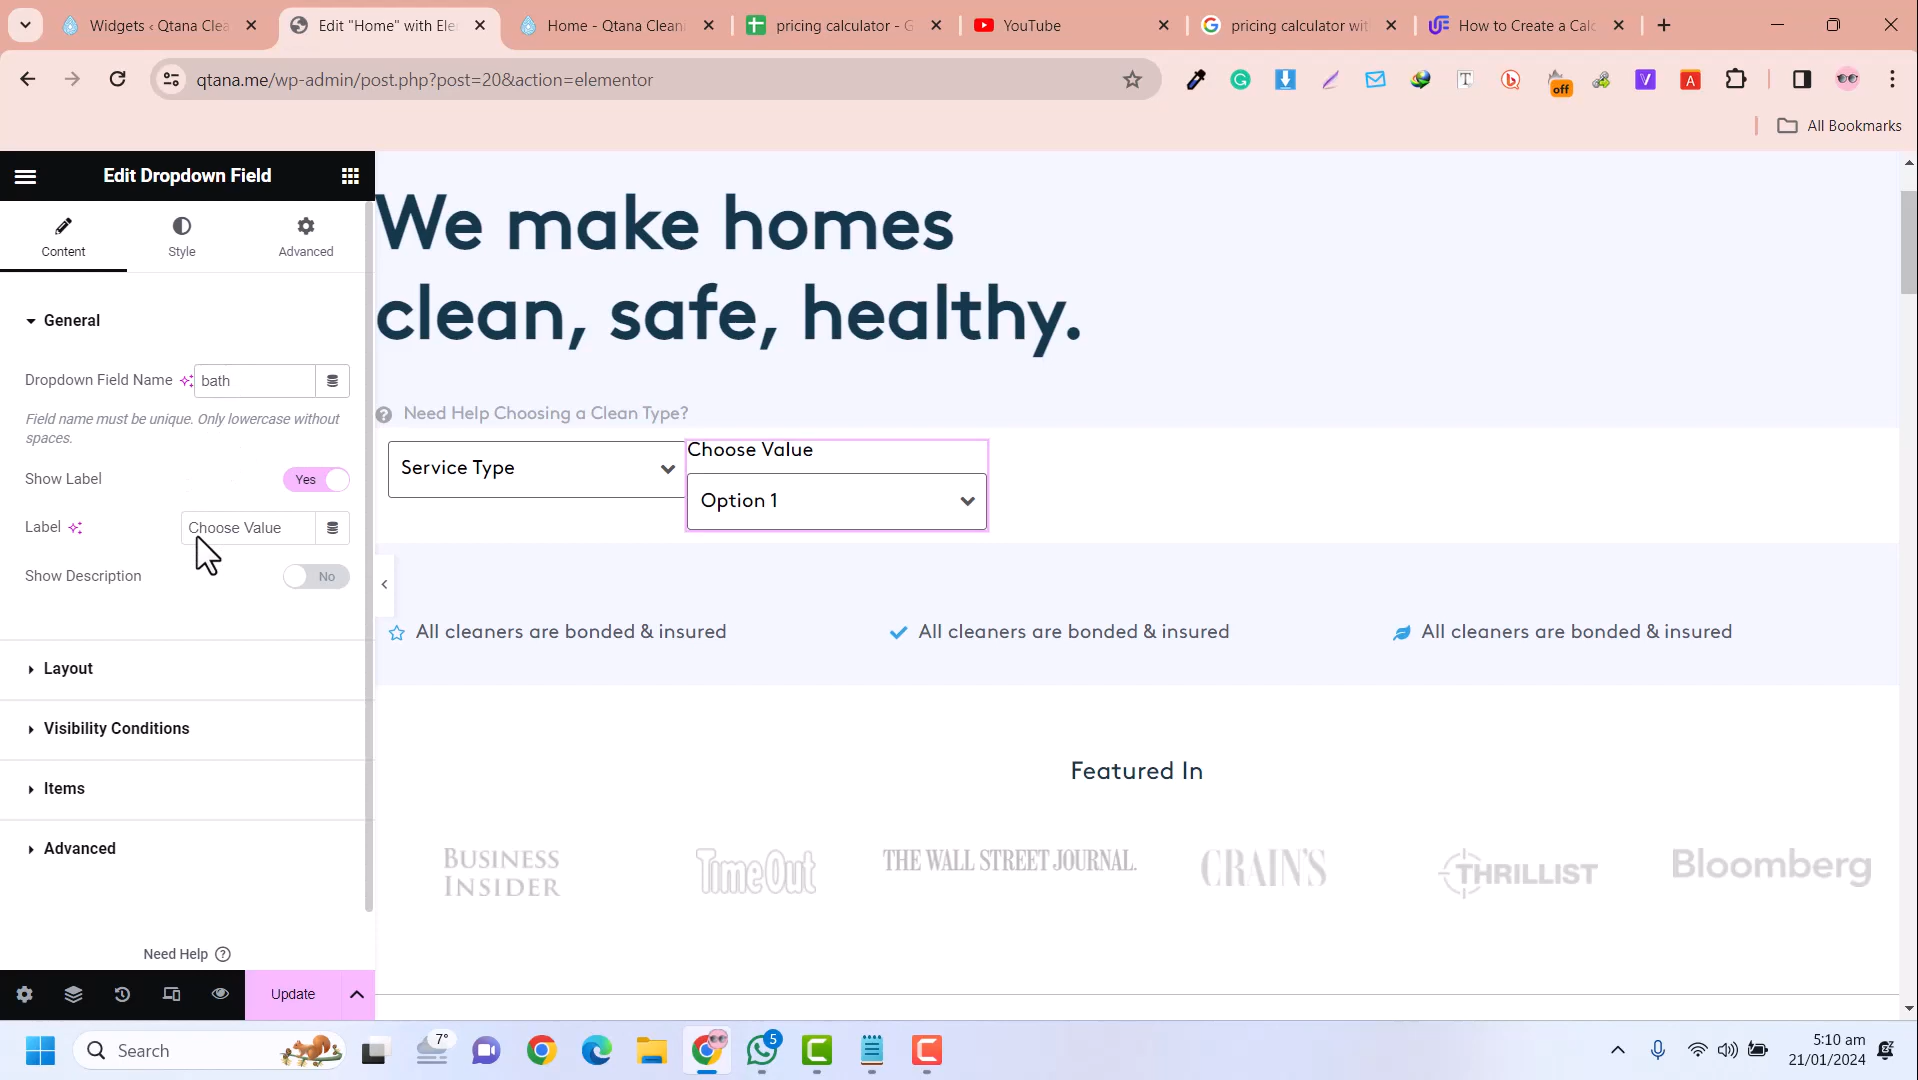 Widgets ‹ Qtana Clea
Edit "Home" with Ele
Home - Qtana Cleani
pricing calculator - G
YouTube
pricing calculator wit
How to Create a Calc
qtana.me/wp-admin/post.php?post=20&action=elementor
off
All Bookmarks
Edit Dropdown Field
Content
Style
Advanced
General
Dropdown Field Name
bath
Field name must be unique. Only lowercase without
spaces.
Show Label
Yes
Label
Choose Value
Show Description
No
Layout
Visibility Conditions
Items
Advanced
Need Help
Update
We make homes
clean, safe, healthy.
Need Help Choosing a Clean Type?
Service Type
Choose Value
Option 1
All cleaners are bonded & insured
All cleaners are bonded & insured
All cleaners are bonded & insured
Featured In
BUSINESS
INSIDER
TimeOut
THE WALL STREET JOURNAL.
CRAIN'S
THRILLIST
Bloomberg
Search
7°
5
5:10 am
21/01/2024